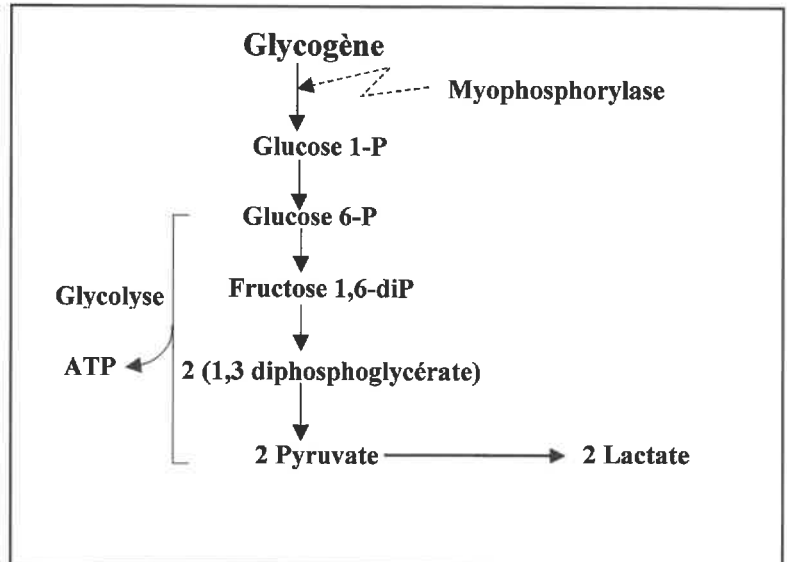 Glycogène
Myophosphorylase
Glucose 1-P
Glucose 6-P
Glycolyse
Fructose 1,6-diP
ATP
2 (1,3 diphosphoglycérate)
2 Pyruvate
2 Lactate